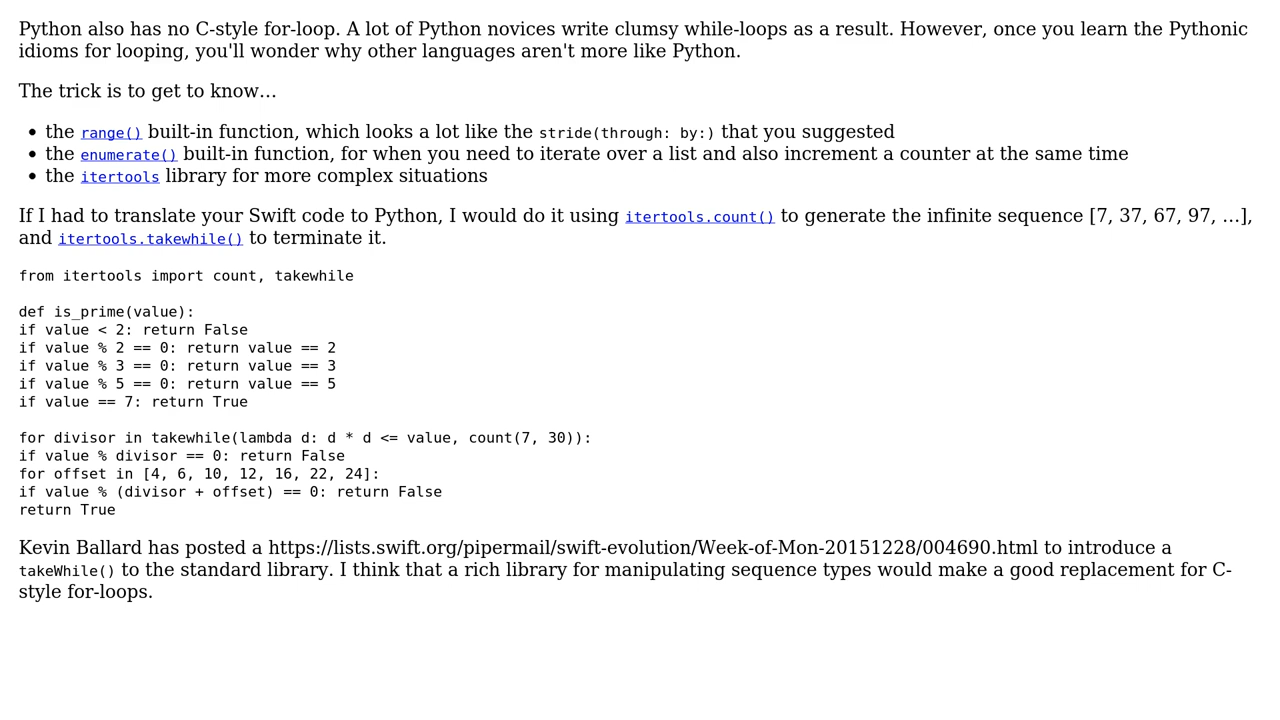 Python also has no C-style for-loop. A lot of Python novices write clumsy while-loops as a result. However, once you learn the Pythonic
idioms for looping, you'll wonder why other languages aren't more like Python.
The trick is to get to know…
• the range() built-in function, which looks a lot like the stride(through: by:) that you suggested
• the enumerate() built-in function, for when you need to iterate over a list and also increment a counter at the same time
• the itertools library for more complex situations
If I had to translate your Swift code to Python, I would do it using itertools.count() to generate the infinite sequence [7, 37, 67, 97, …],
and itertools.takewhile() to terminate it.
from itertools import count, takewhile
def is_prime(value):
if value < 2: return False
if value % 2 == 0: return value == 2
if value % 3 == 0: return value == 3
if value % 5 == 0: return value == 5
if value == 7: return True
for divisor in takewhile(lambda d: d * d <= value, count(7, 30)):
if value % divisor == 0: return False
for offset in [4, 6, 10, 12, 16, 22, 24]:
if value % (divisor + offset) == 0: return False
return True
Kevin Ballard has posted a https://lists.swift.org/pipermail/swift-evolution/Week-of-Mon-20151228/004690.html to introduce a
takeWhile() to the standard library. I think that a rich library for manipulating sequence types would make a good replacement for C-
style for-loops.